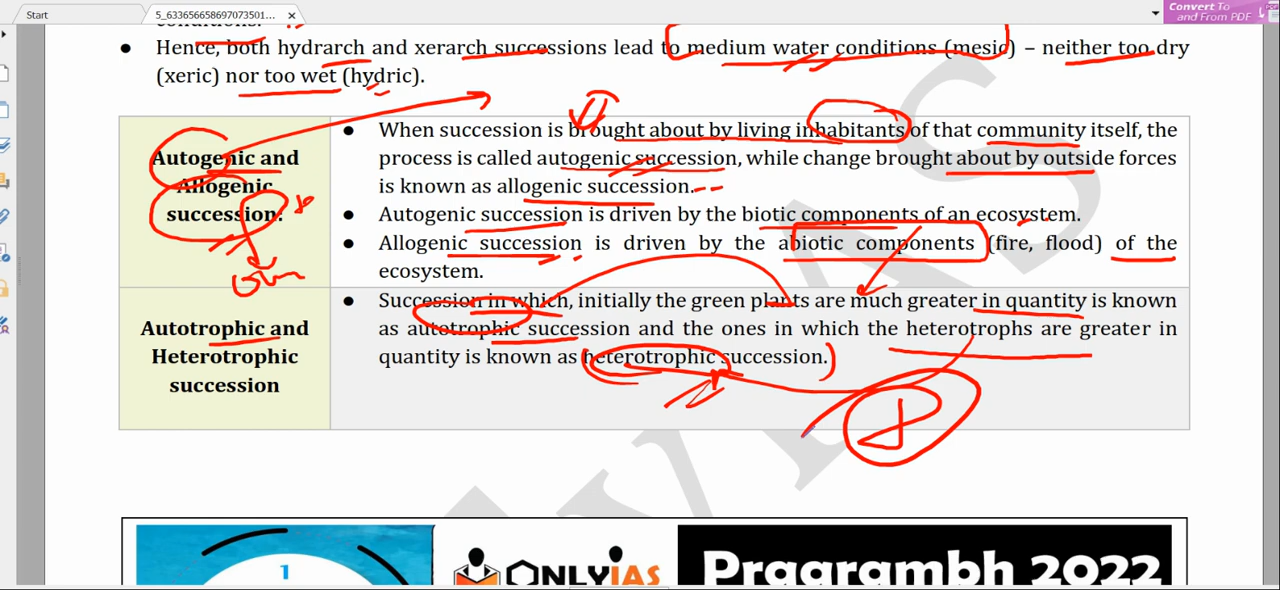 Start
5_633656658697073501...
Convert To
and From PDF
conditions.
● Hence, both hydrarch and xerarch successions lead to medium water conditions (mesic) – neither too dry
(xeric) nor too wet (hydric).
Autogenic and
Allogenic
succession:
● When succession is brought about by living inhabitants of that community itself, the
process is called autogenic succession, while change brought about by outside forces
is known as allogenic succession.
● Autogenic succession is driven by the biotic components of an ecosystem.
● Allogenic succession is driven by the abiotic components (fire, flood) of the
ecosystem.
Autotrophic and
Heterotrophic
succession
● Succession in which, initially the green plants are much greater in quantity is known
as autotrophic succession and the ones in which the heterotrophs are greater in
quantity is known as heterotrophic succession.
1
ONLYIAS
Praarambh 2022